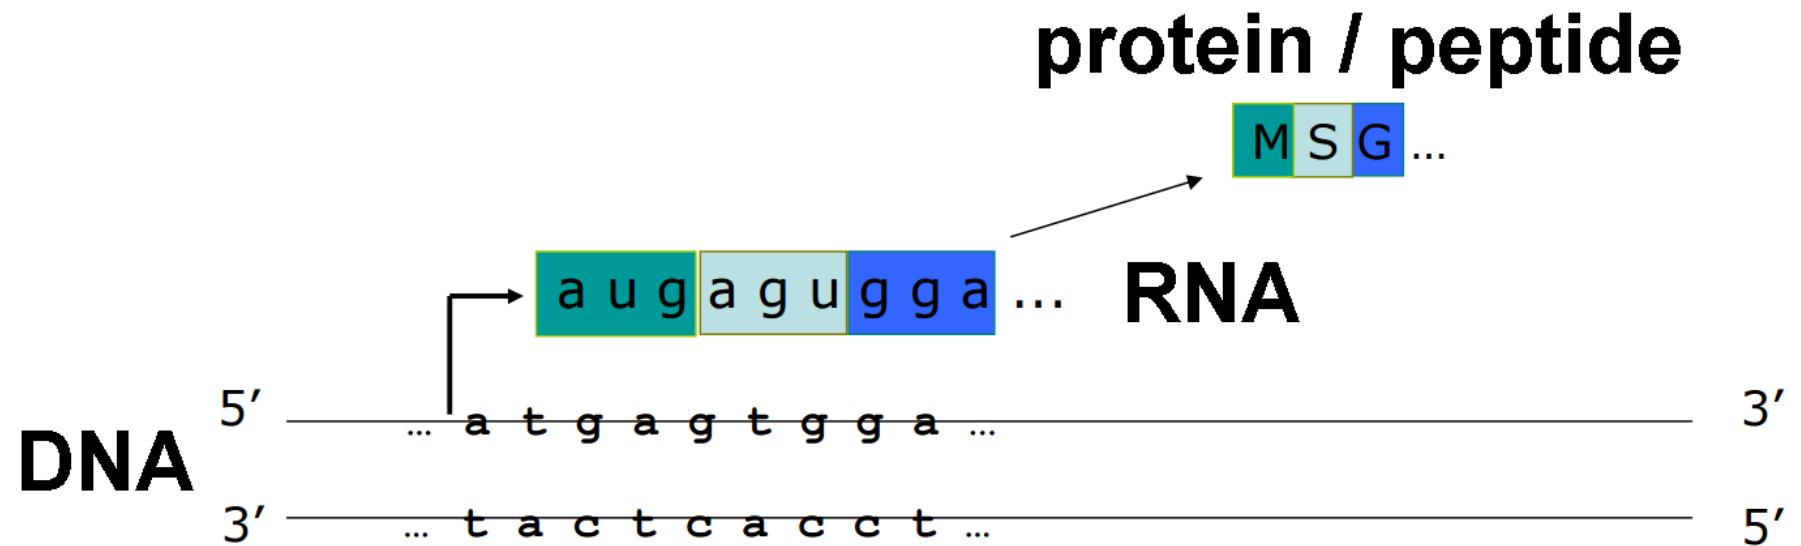 protein / peptide
M S G ...
a u g a g u g g a ... RNA
5’ ... a t g a g t g g a ... 3’
DNA
3’ ... t a c t c a c c t ... 5’